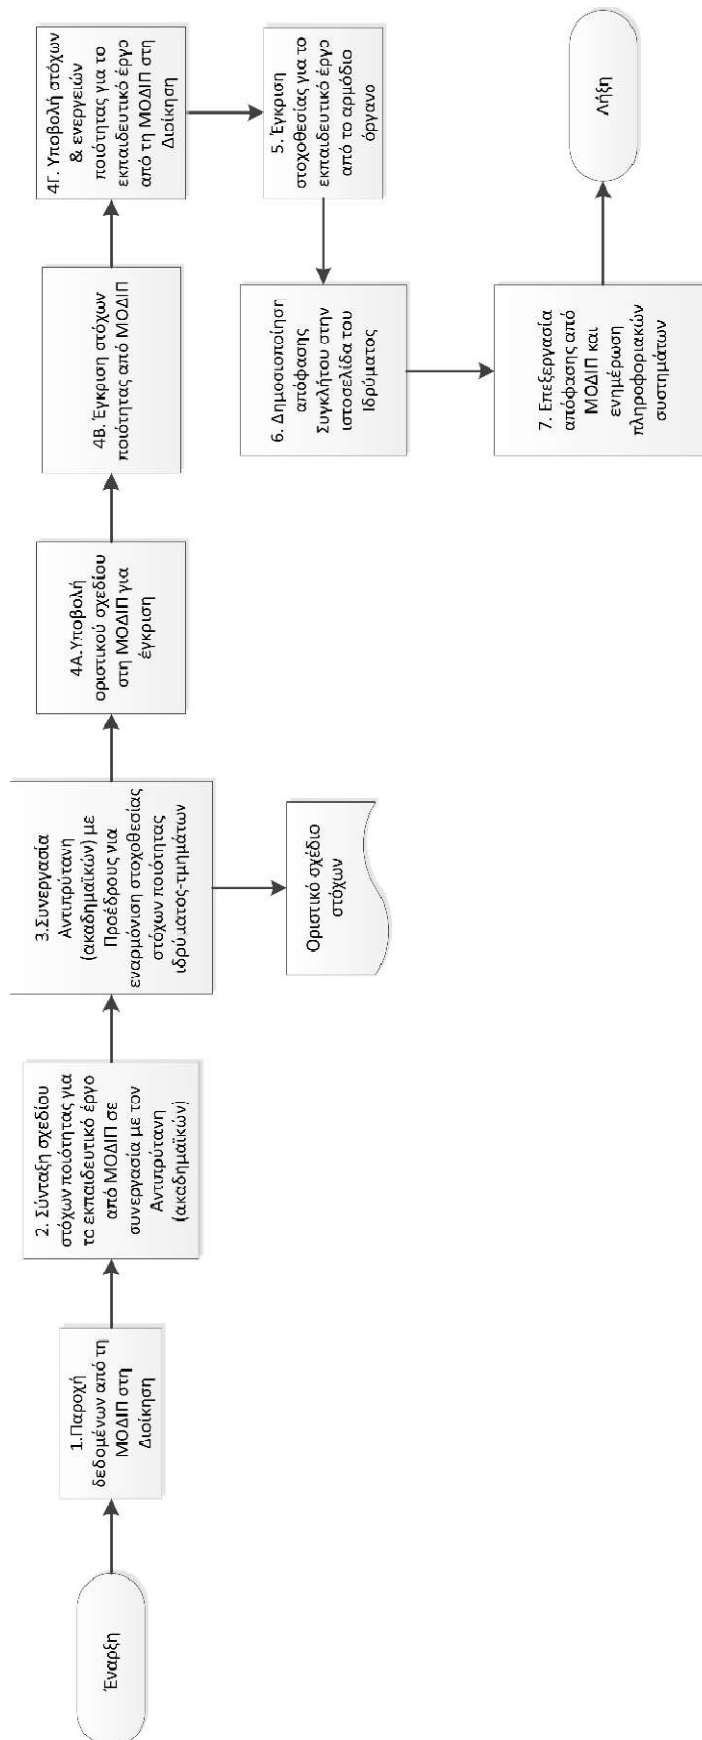 Έναρξη
1.Παροχή
δεδομένων από τη
ΜΟΔΙΠ στη
Διοίκηση
2. Σύνταξη σχεδίου
στόχων ποιότητας για
το εκπαιδευτικό έργο
από ΜΟΔΙΠ σε
συνεργασία με τον
Αντιπρύτανη
(ακαδημαϊκών)
3.Συνεργασία
Αντιπρύτανη
(ακαδημαϊκών) με
Προέδρους για
εναρμόνιση στοχοθεσίας
στόχων ποιότητας
ιδρύματος-τμημάτων
Οριστικό σχέδιο
στόχων
4Α.Υποβολή
οριστικού σχεδίου
στη ΜΟΔΙΠ για
έγκριση
4Β. Έγκριση στόχων
ποιότητας από ΜΟΔΙΠ
4Γ. Υποβολή στόχων
& ενεργειών
ποιότητας για το
εκπαιδευτικό έργο
από τη ΜΟΔΙΠ στη
Διοίκηση
5. Έγκριση
στοχοθεσίας για το
εκπαιδευτικό έργο
από το αρμόδιο
όργανο
6. Δημοσιοποίηση
απόφασης
Συγκλήτου στην
ιστοσελίδα του
Ιδρύματος
7. Επεξεργασία
απόφασης από
ΜΟΔΙΠ και
ενημέρωση
πληροφοριακών
συστημάτων
Λήξη